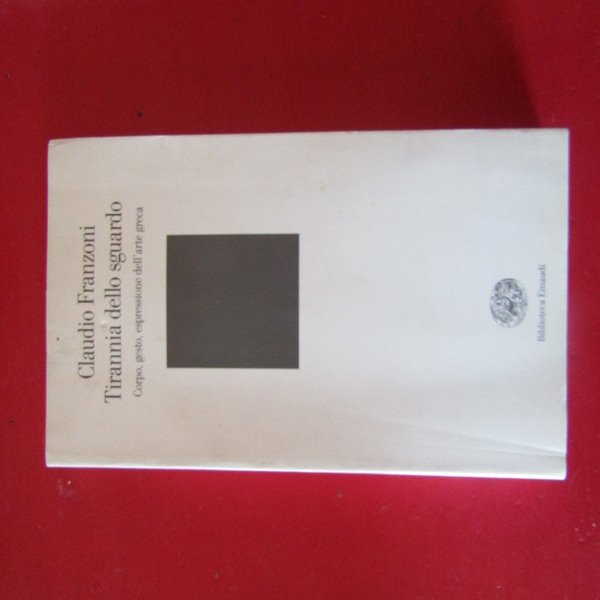 Claudio Franzoni
Tirannia dello sguardo
Corpo, gesto, espressione dell'arte greca
Biblioteca Einaudi